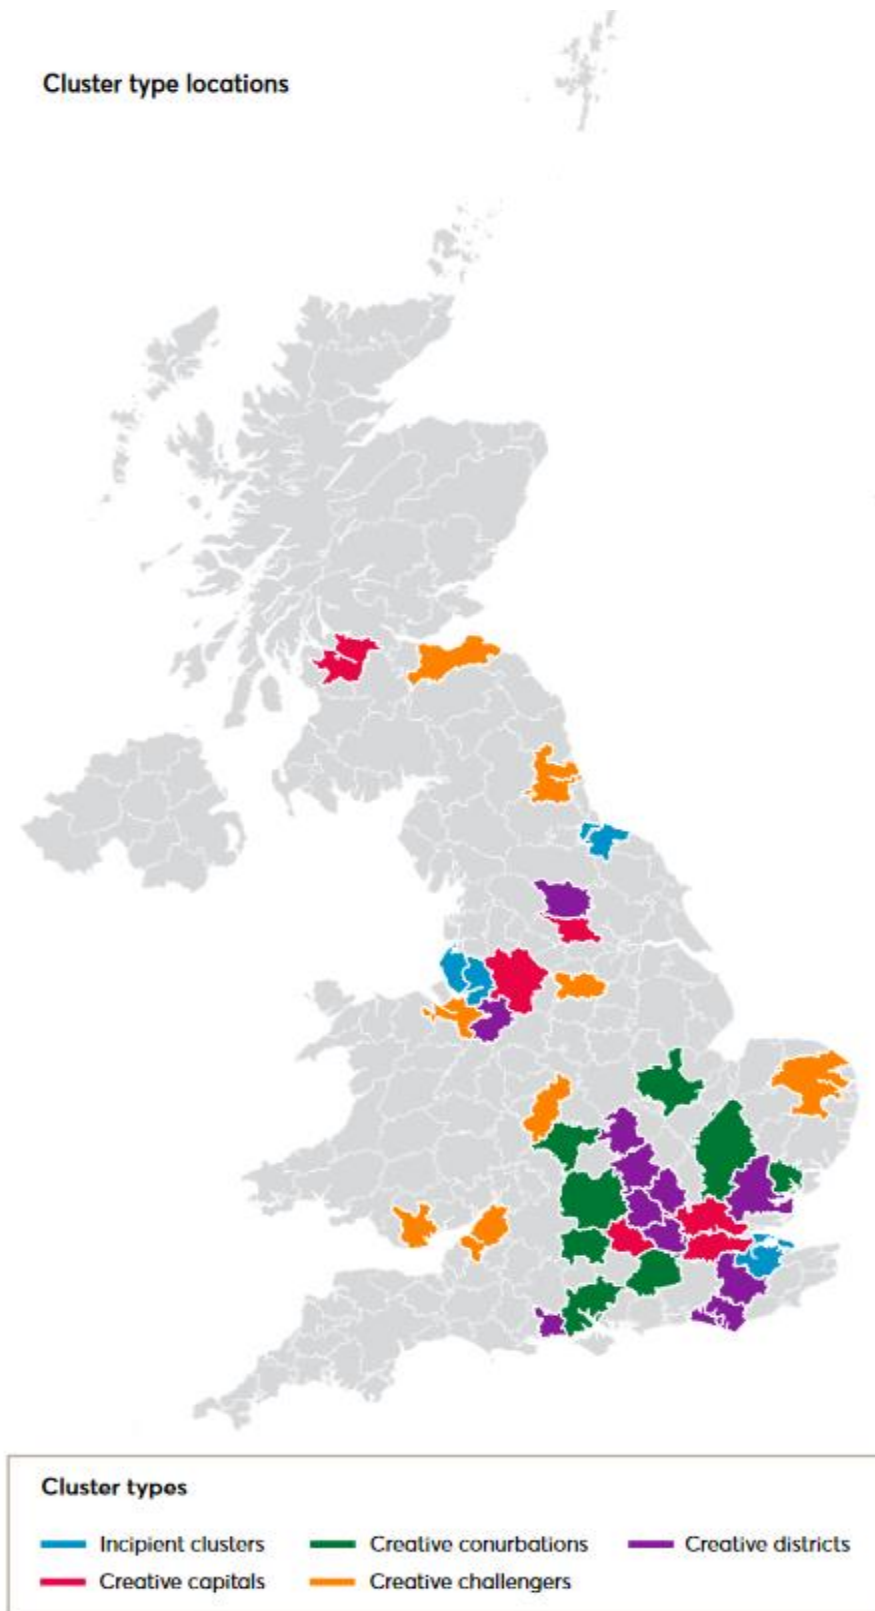 Cluster type locations
Cluster types
Incipient clusters
Creative conurbations
Creative districts
Creative capitals
Creative challengers